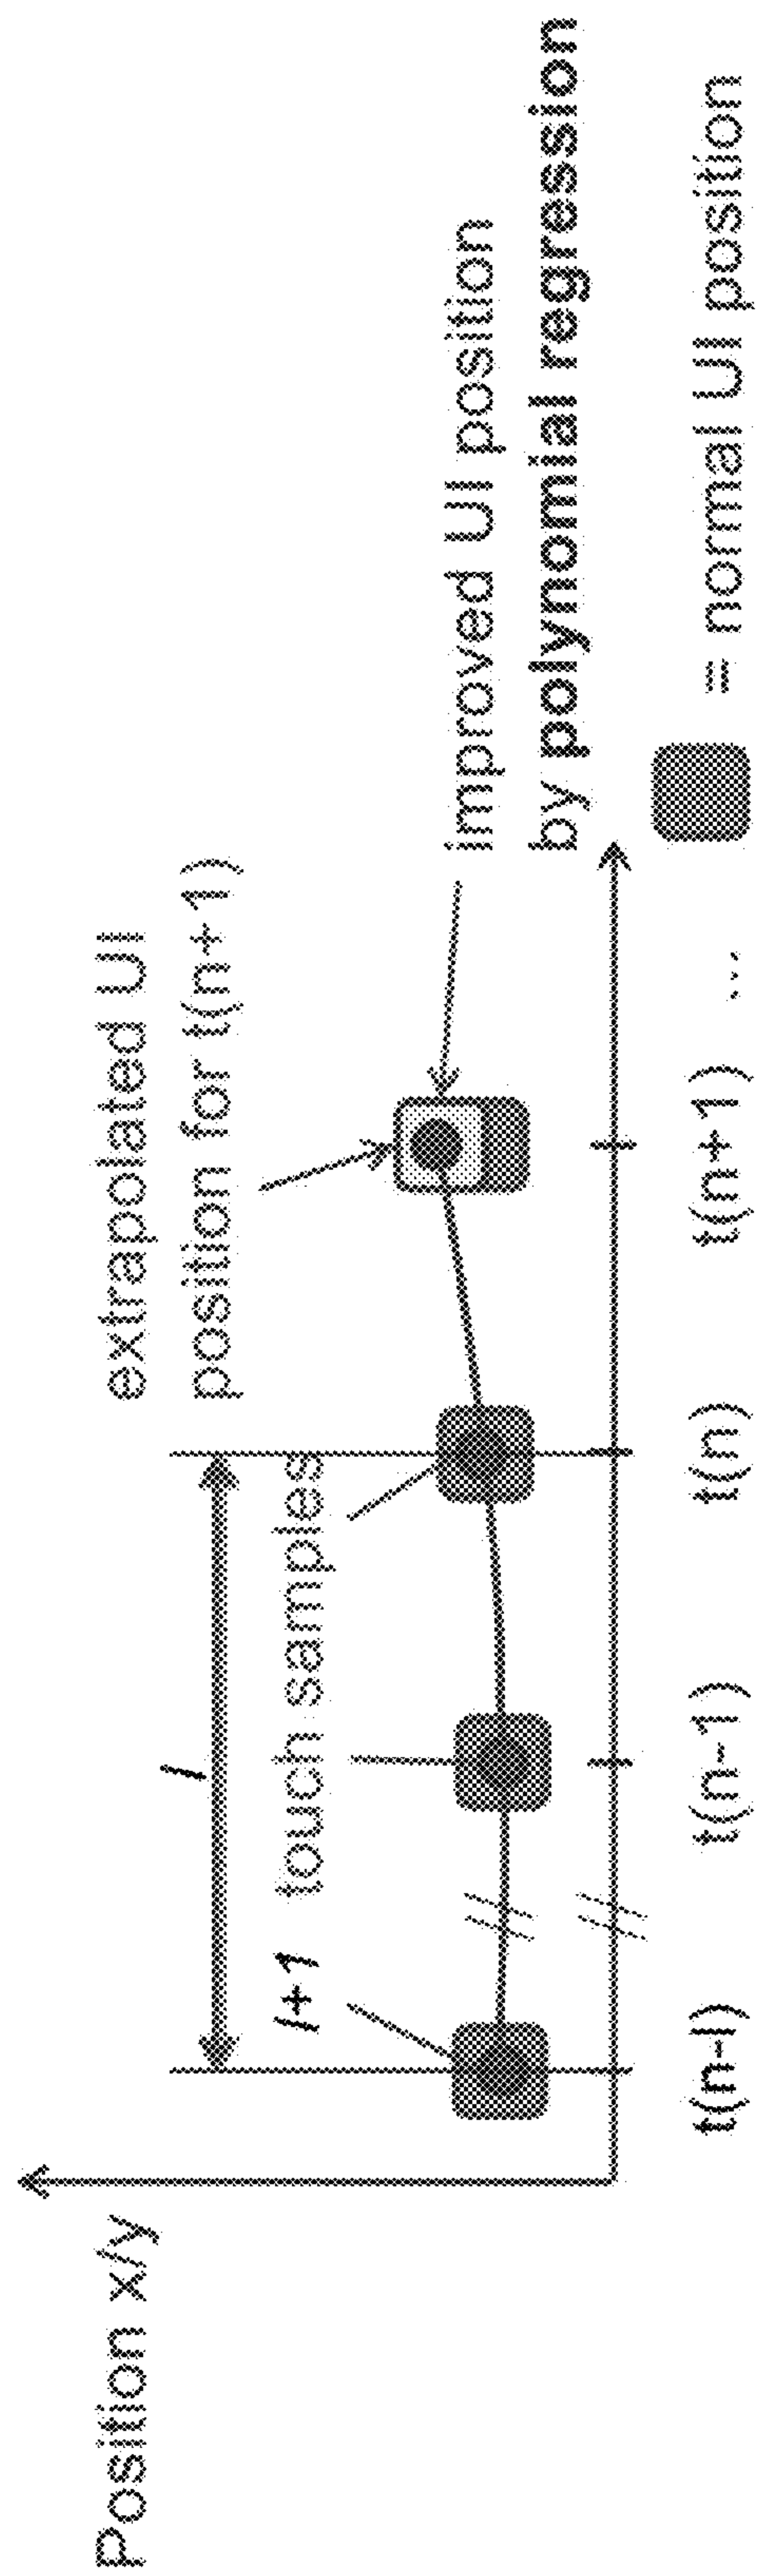 Position x/y
extrapolated UI
position for t(n+1)
l
l+1 touch samples
improved UI position
by polynomial regression
t(n-l) t(n-1) t(n) t(n+1) ...
= normal UI position